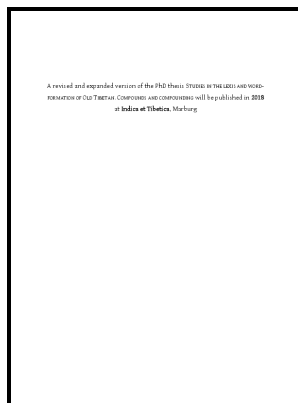 A revised and expanded version of the PhD thesis STUDIES IN THE LEXIS AND WORD-
FORMATION OF OLD TIBETAN. COMPOUNDS AND COMPOUNDING will be published in 2018
at Indica et Tibetica, Marburg